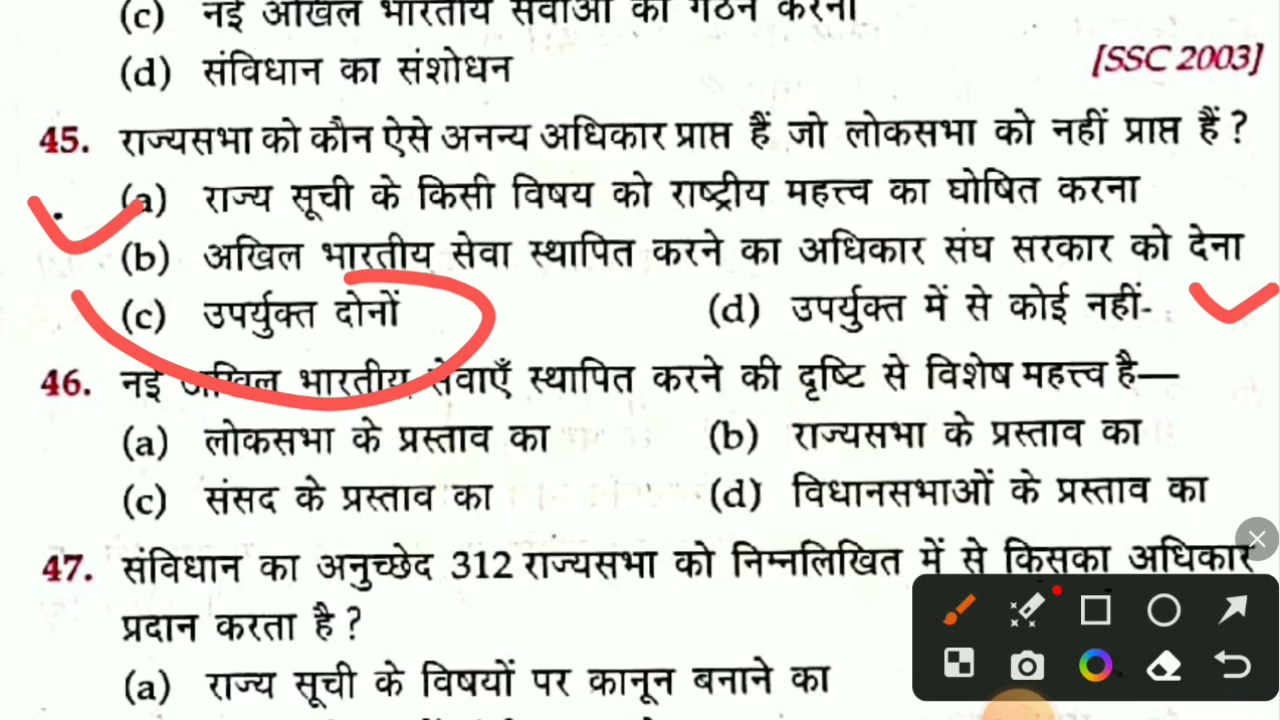 (c) नई अखिल भारतीय सेवाओं का गठन करना
(d) संविधान का संशोधन
[SSC 2003]
45. राज्यसभा को कौन ऐसे अनन्य अधिकार प्राप्त हैं जो लोकसभा को नहीं प्राप्त हैं ?
(a) राज्य सूची के किसी विषय को राष्ट्रीय महत्त्व का घोषित करना
(b) अखिल भारतीय सेवा स्थापित करने का अधिकार संघ सरकार को देना
(c) उपर्युक्त दोनों (d) उपर्युक्त में से कोई नहीं-
46. नई अखिल भारतीय सेवाएँ स्थापित करने की दृष्टि से विशेष महत्त्व है—
(a) लोकसभा के प्रस्ताव का (b) राज्यसभा के प्रस्ताव का
(c) संसद के प्रस्ताव का (d) विधानसभाओं के प्रस्ताव का
47. संविधान का अनुच्छेद 312 राज्यसभा को निम्नलिखित में से किसका अधिकार
प्रदान करता है ?
(a) राज्य सूची के विषयों पर क़ानून बनाने का